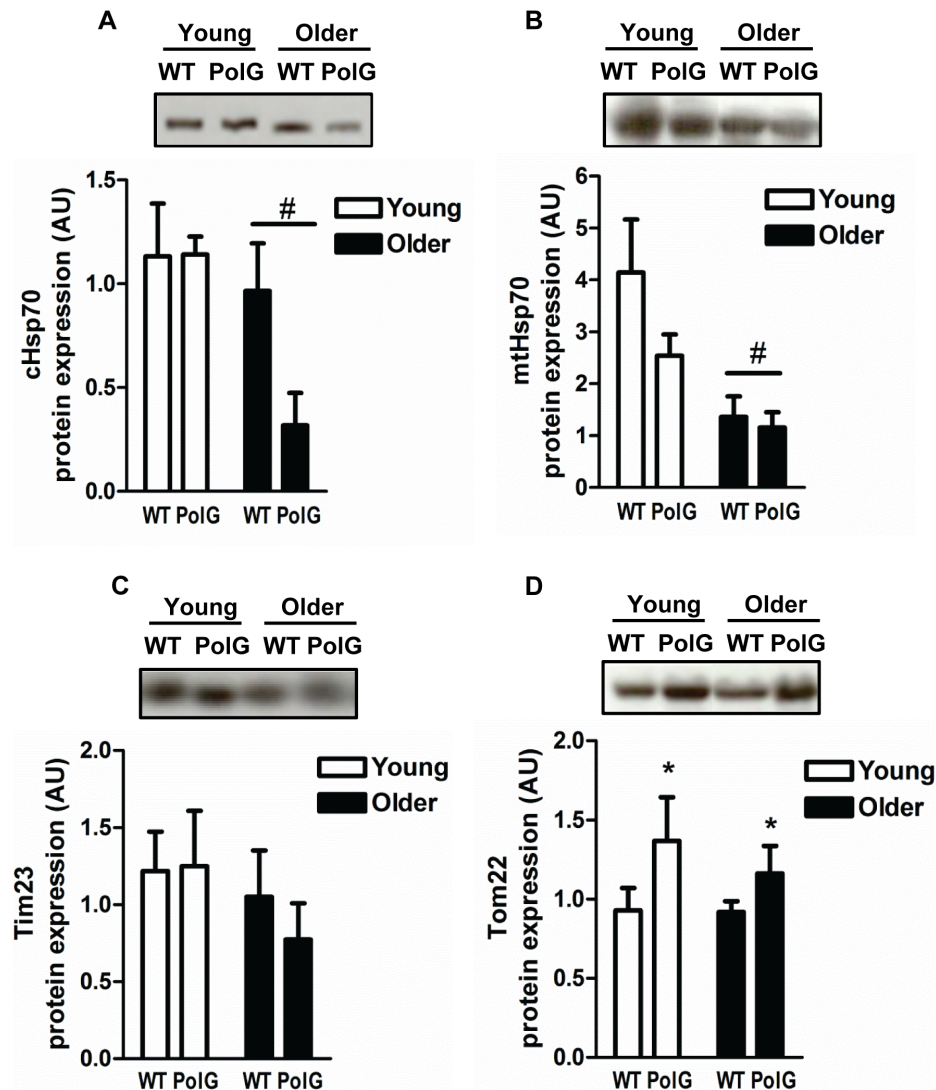 A
Young Older
WT PolG WT PolG
cHsp70
protein expression (AU)
1.5
1.0
0.5
0.0
#
Young
Older
WT PolG WT PolG
B
Young Older
WT PolG WT PolG
mtHsp70
protein expression (AU)
6
5
4
3
2
1
0
#
Young
Older
WT PolG WT PolG
C
Young Older
WT PolG WT PolG
Tim23
protein expression (AU)
2.0
1.5
1.0
0.5
0.0
Young
Older
WT PolG WT PolG
D
Young Older
WT PolG WT PolG
Tom22
protein expression (AU)
2.0
1.5
1.0
0.5
0.0
*
*
Young
Older
WT PolG WT PolG